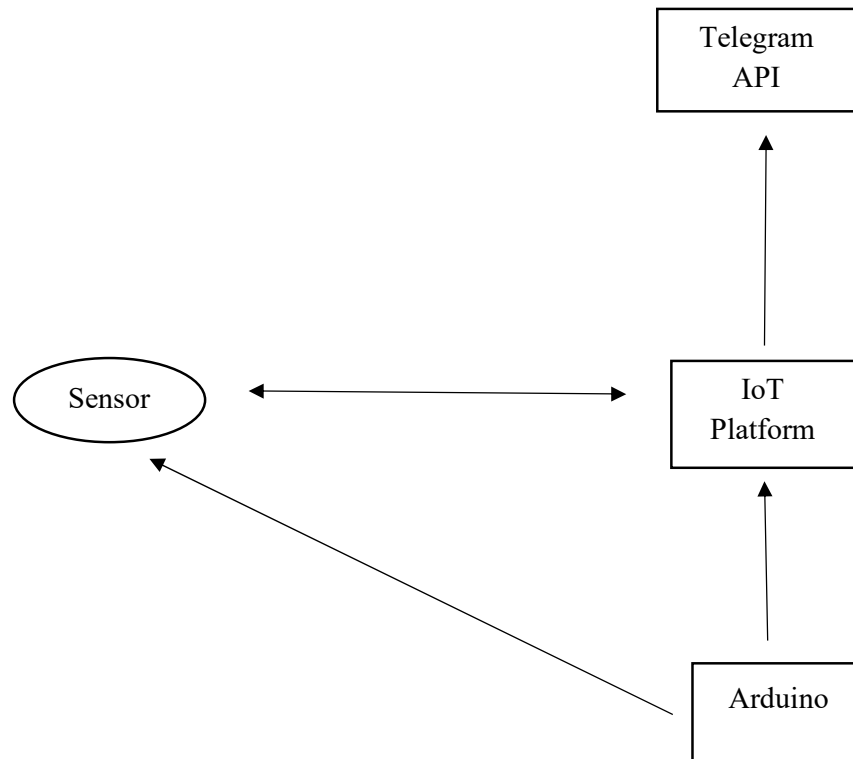 Telegram
API
Sensor
IoT
Platform
Arduino